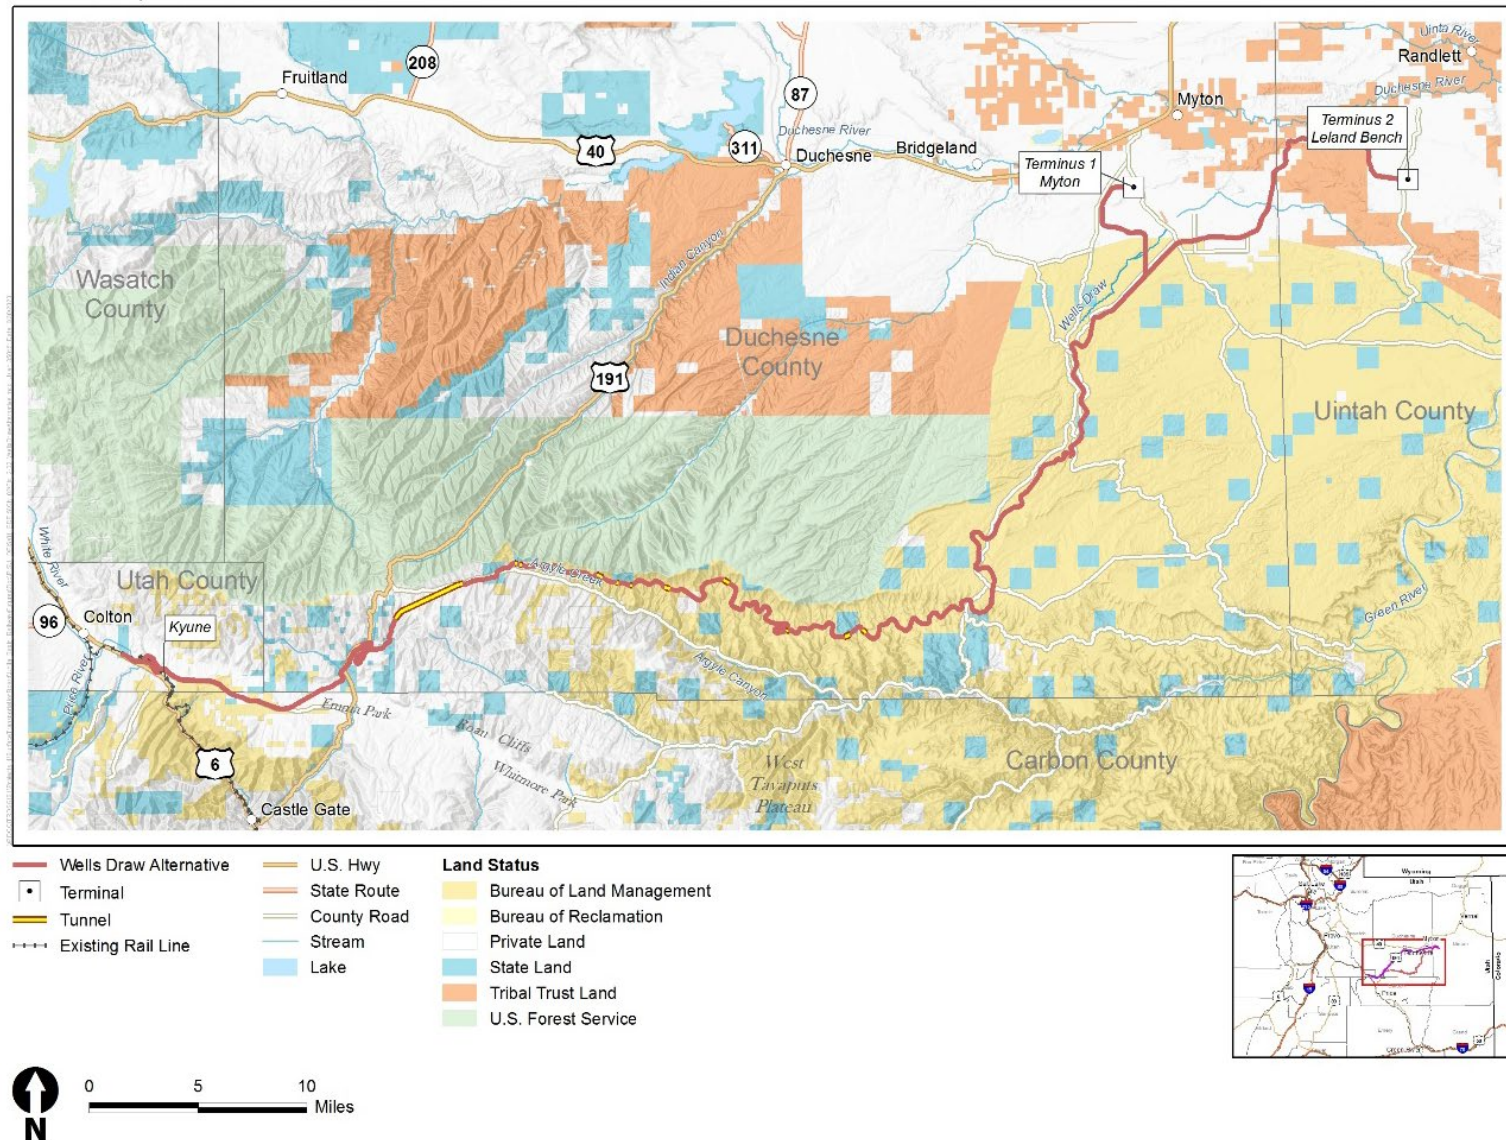 208
Fruitland
Uinta River
Randlett
Duchesne River
87
Myton
Terminus 2
Leland Bench
Duchesne River
40
311
Duchesne
Bridgeland
Terminus 1
Myton
Indian Canyon
Wasatch
County
Wells Draw
Duchesne
County
191
Uintah County
White River
Utah County
Argyle Creek
Green River
96
Colton
Kyune
Price River
Argyle Canyon
Emma Park
Roan Cliffs
Whitmore Park
West
Tavaputs
Plateau
Carbon County
6
Castle Gate
Wells Draw Alternative
Terminal
Tunnel
Existing Rail Line
U.S. Hwy
State Route
County Road
Stream
Lake
Land Status
Bureau of Land Management
Bureau of Reclamation
Private Land
State Land
Tribal Trust Land
U.S. Forest Service
Wyoming
Utah
Utah
Colorado
N
0 5 10
Miles